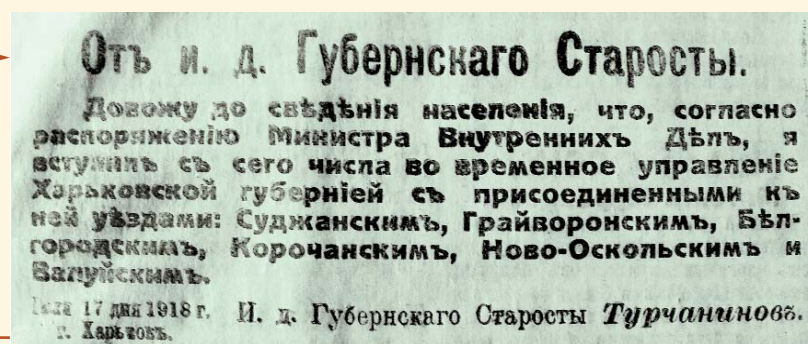 Отъ и. д. Губернскаго Старосты.
Довожу до свѣдѣнія населенія, что, согласно
распоряженію Министра Внутреннихъ Дѣлъ, я
вступилъ съ сего числа во временное управленіе
Харьковской губерніей съ присоединенными къ
ней уѣздами: Суджанскимъ, Грайворонскимъ, Бѣл-
городскимъ, Корочанскимъ, Ново-Оскольскимъ и
Валуйскимъ.
17 дня 1918 г.
г. Харьковъ.
И. д. Губернскаго Старосты Турчаниновъ.